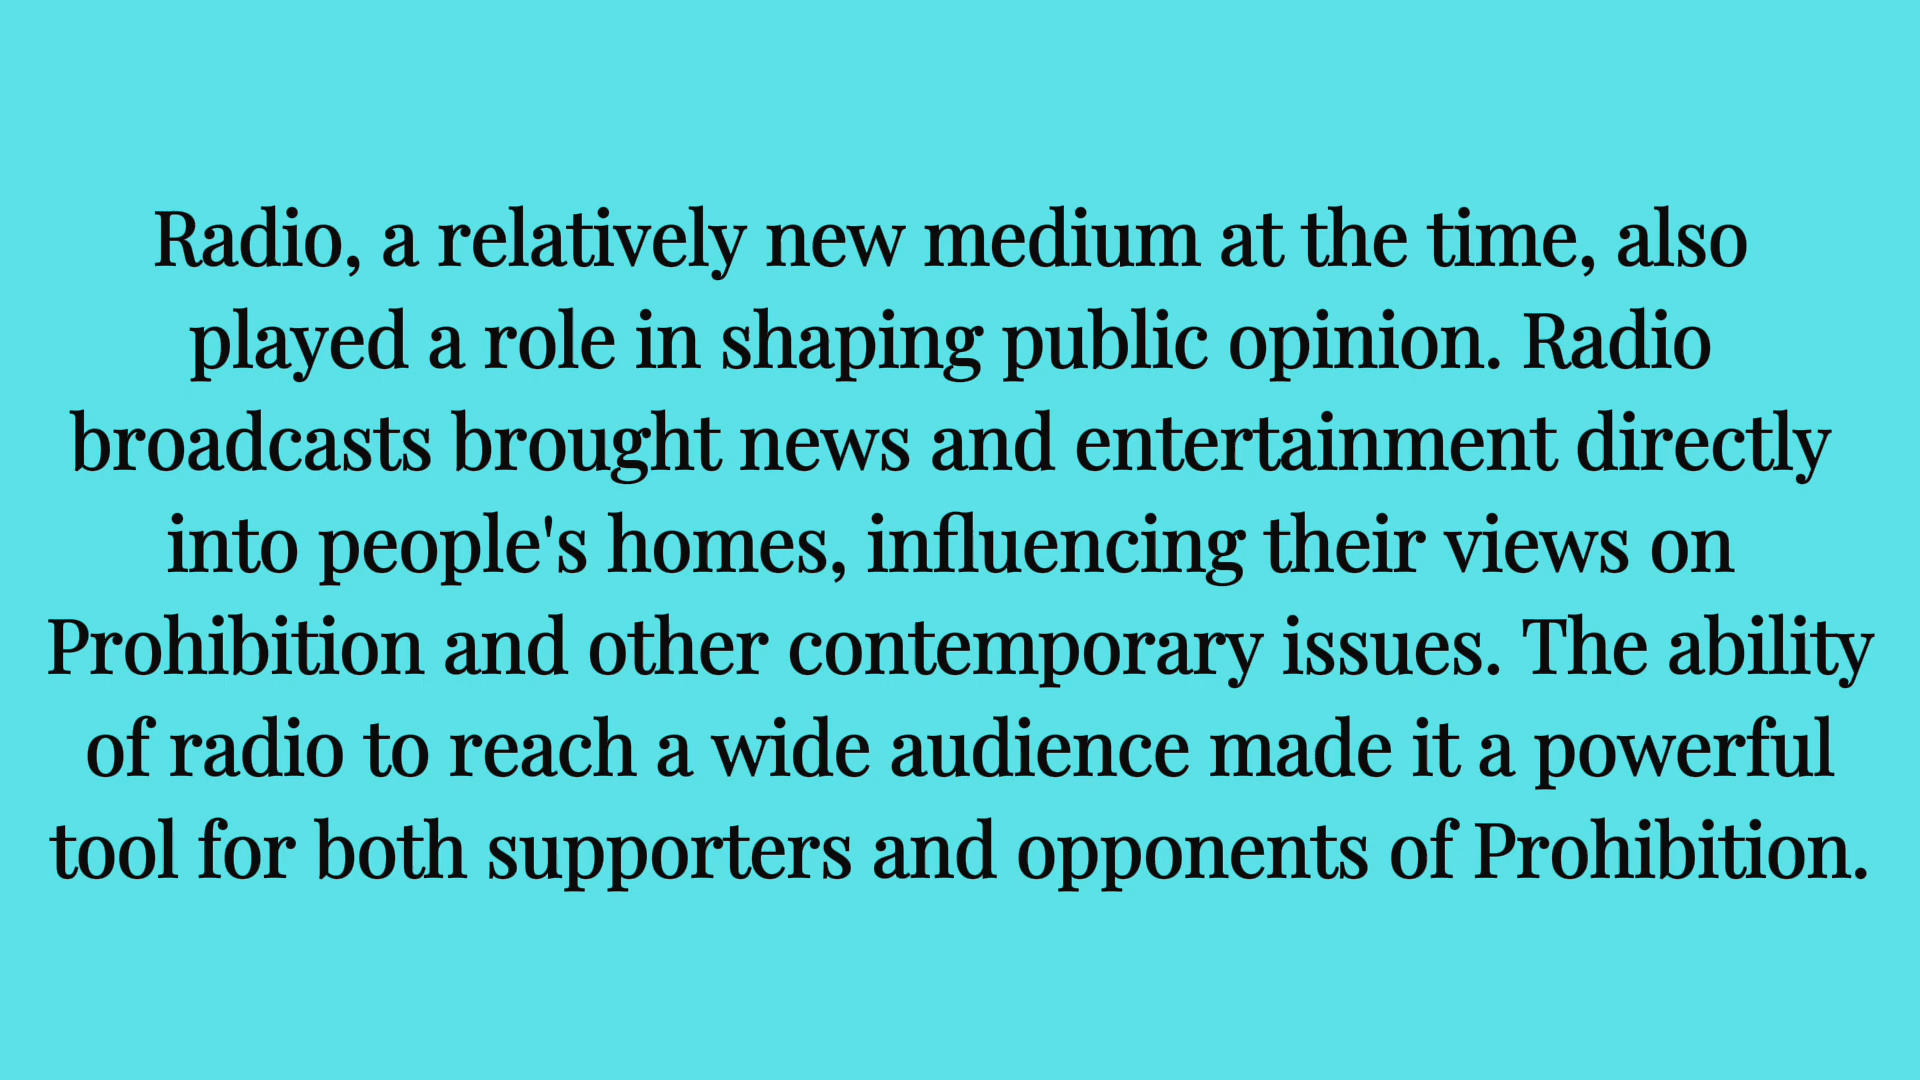 Radio, a relatively new medium at the time, also
played a role in shaping public opinion. Radio
broadcasts brought news and entertainment directly
into people's homes, influencing their views on
Prohibition and other contemporary issues. The ability
of radio to reach a wide audience made it a powerful
tool for both supporters and opponents of Prohibition.